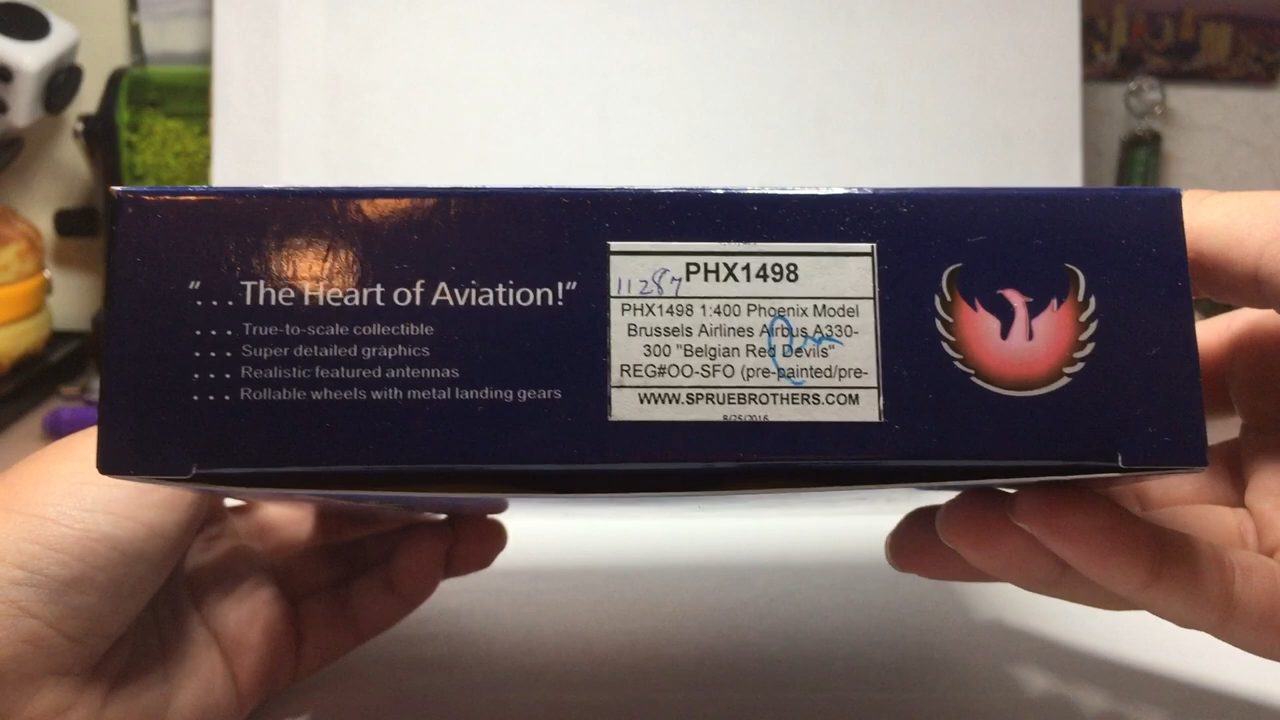 “...The Heart of Aviation!“
... True-to-scale collectible
... Super detailed graphics
... Realistic featured antennas
... Rollable wheels with metal landing gears
11287
PHX1498
PHX1498 1:400 Phoenix Model
Brussels Airlines Airbus A330-
300 "Belgian Red Devils"
REG#OO-SFO (pre-painted/pre-
WWW.SPRUEBROTHERS.COM
8/25/2016